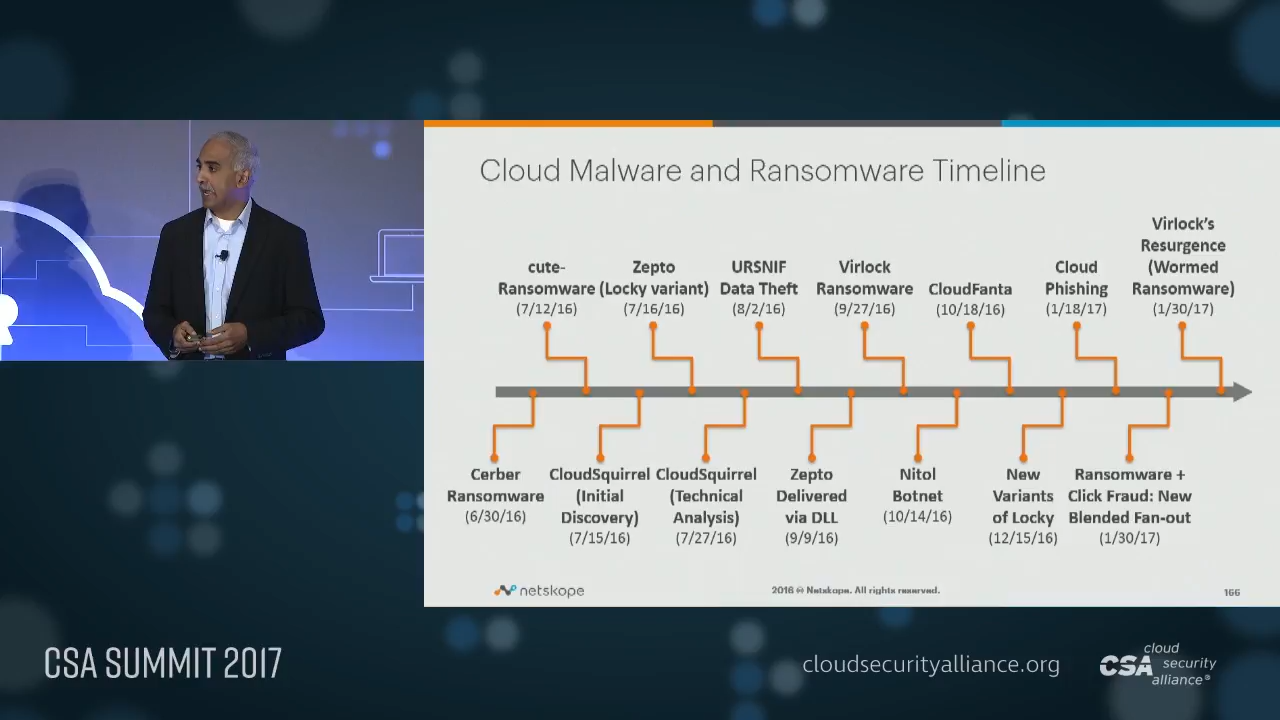 Cloud Malware and Ransomware Timeline
cute-
Ransomware
(7/12/16)
Zepto
(Locky variant)
(7/16/16)
URSNIF
Data Theft
(8/2/16)
Virlock
Ransomware
(9/27/16)
CloudFanta
(10/18/16)
Cloud
Phishing
(1/18/17)
Virlock's
Resurgence
(Wormed
Ransomware)
(1/30/17)
Cerber
Ransomware
(6/30/16)
CloudSquirrel
(Initial
Discovery)
(7/15/16)
CloudSquirrel
(Technical
Analysis)
(7/27/16)
Zepto
Delivered
via DLL
(9/9/16)
Nitol
Botnet
(10/14/16)
New
Variants
of Locky
(12/15/16)
Ransomware +
Click Fraud: New
Blended Fan-out
(1/30/17)
netskope
2016 © Netskope. All rights reserved.
166
CSA SUMMIT 2017
cloudsecurityalliance.org
CSA cloud
security
alliance®